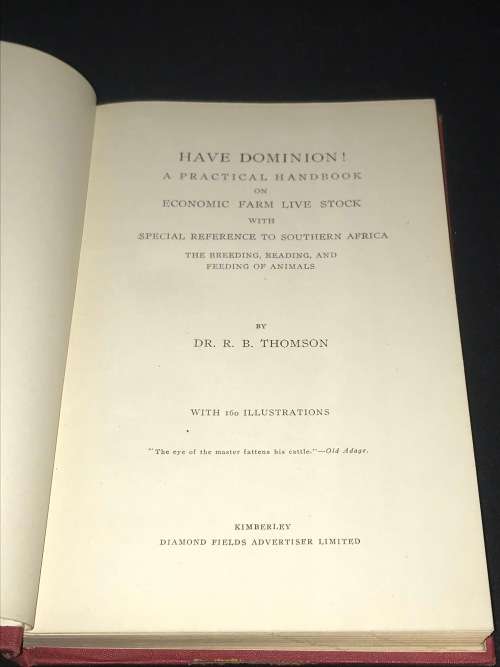 HAVE DOMINION!
A PRACTICAL HANDBOOK
ON
ECONOMIC FARM LIVE STOCK
WITH
SPECIAL REFERENCE TO SOUTHERN AFRICA
THE BREEDING, READING, AND
FEEDING OF ANIMALS
BY
DR. R. B. THOMSON
WITH 160 ILLUSTRATIONS
"The eye of the master fattens his cattle."—Old Adage.
KIMBERLEY
DIAMOND FIELDS ADVERTISER LIMITED